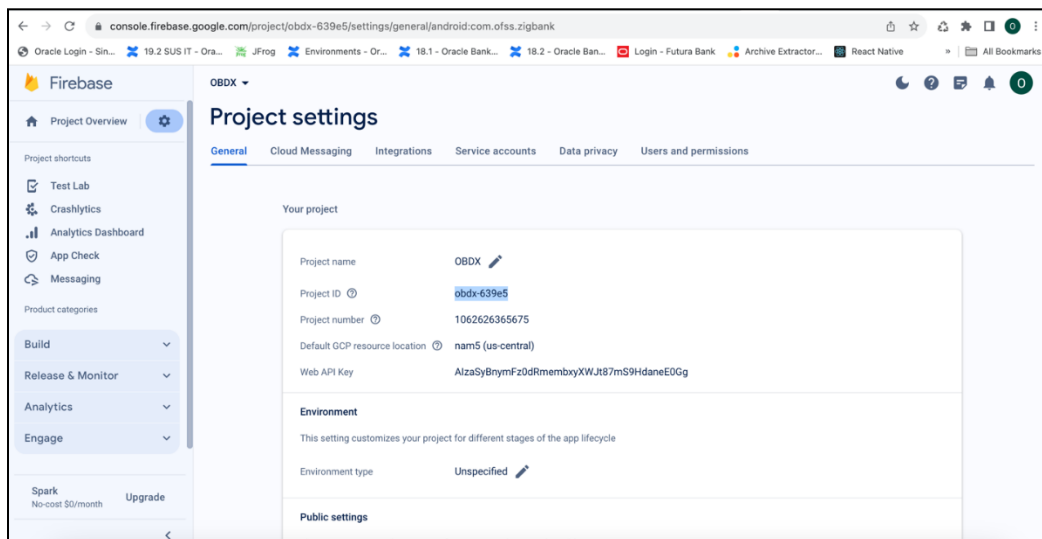 console.firebase.google.com/project/obdx-639e5/settings/general/android:com.ofss.zigbank
Oracle Login - Sin... 19.2 SUS IT - Ora... JFrog Environments - Or... 18.1 - Oracle Bank... 18.2 - Oracle Ban... Login - Futura Bank Archive Extractor... React Native » All Bookmarks
Firebase
OBDX
O
Project Overview
Project settings
General Cloud Messaging Integrations Service accounts Data privacy Users and permissions
Project shortcuts
Test Lab
Crashlytics
Analytics Dashboard
App Check
Messaging
Product categories
Build
Release & Monitor
Analytics
Engage
Spark
No-cost $0/month
Upgrade
Your project
Project name OBDX
Project ID obdx-639e5
Project number 1062626365675
Default GCP resource location nam5 (us-central)
Web API Key AIzaSyBnymFz0dRmembxyXWJt87mS9HdaneE0Gg
Environment
This setting customizes your project for different stages of the app lifecycle
Environment type Unspecified
Public settings